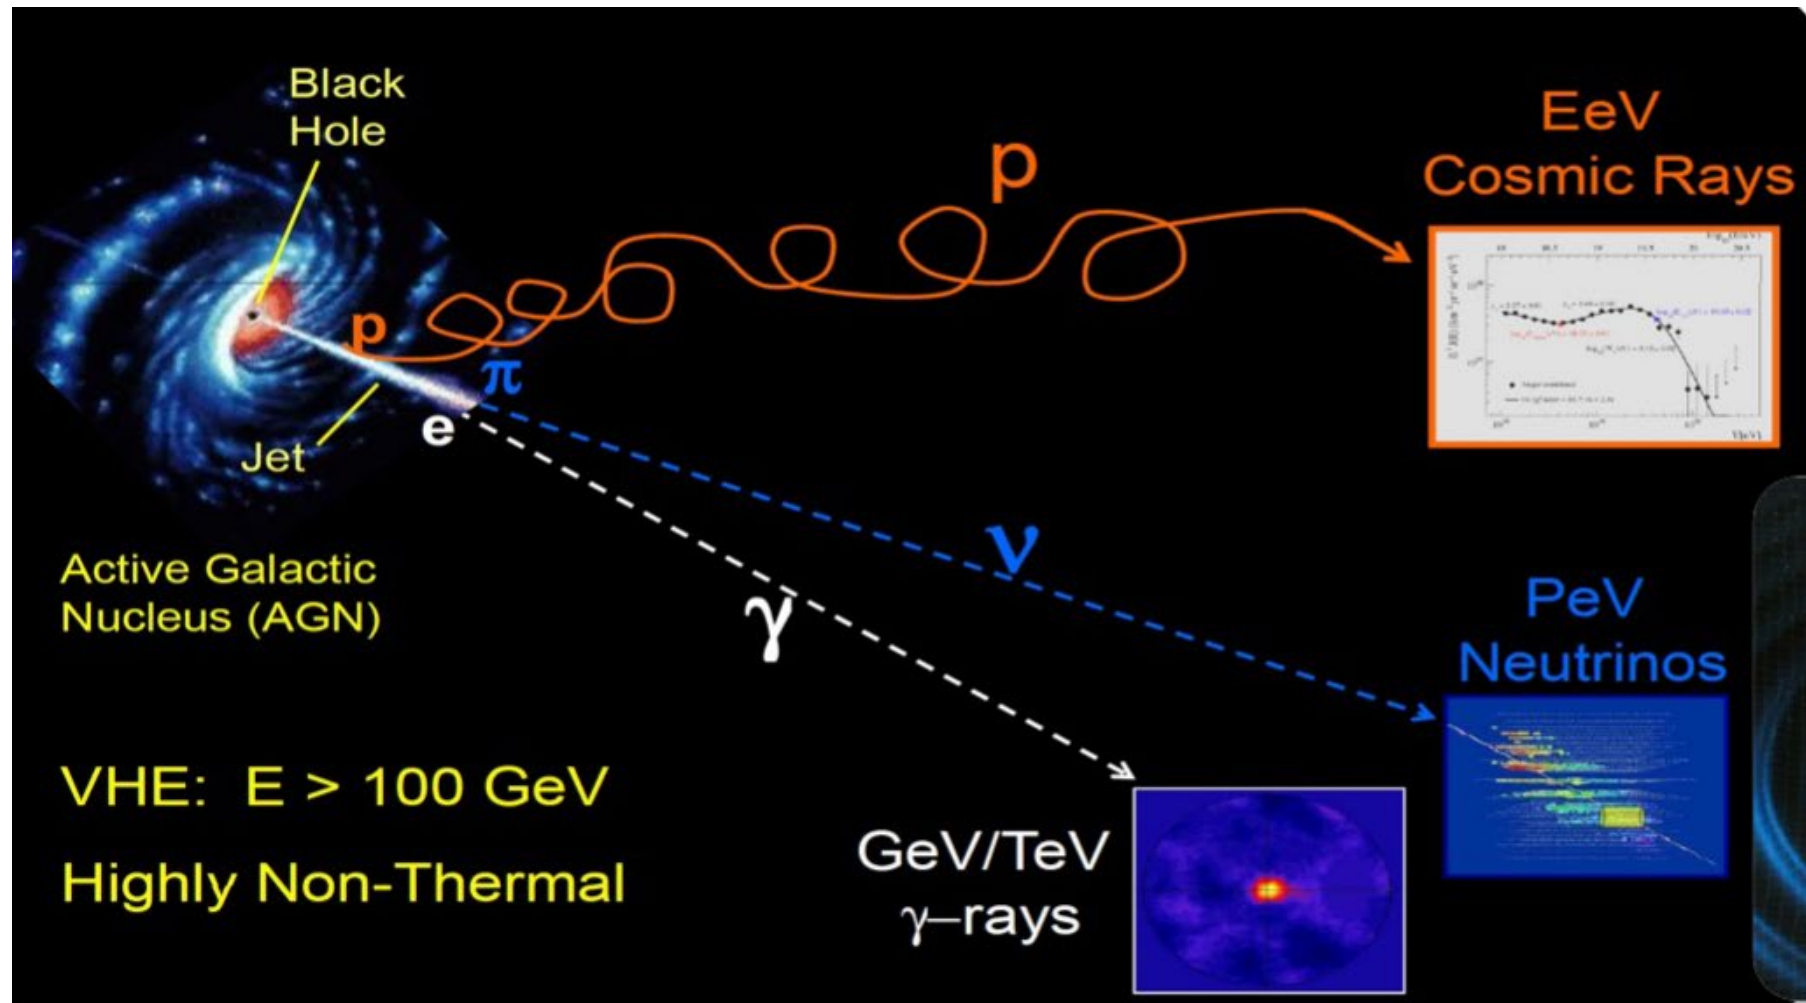 Black
Hole
p
p
π
e
Jet
ν
γ
Active Galactic
Nucleus (AGN)
VHE: E > 100 GeV
Highly Non-Thermal
EeV
Cosmic Rays
PeV
Neutrinos
GeV/TeV
γ–rays